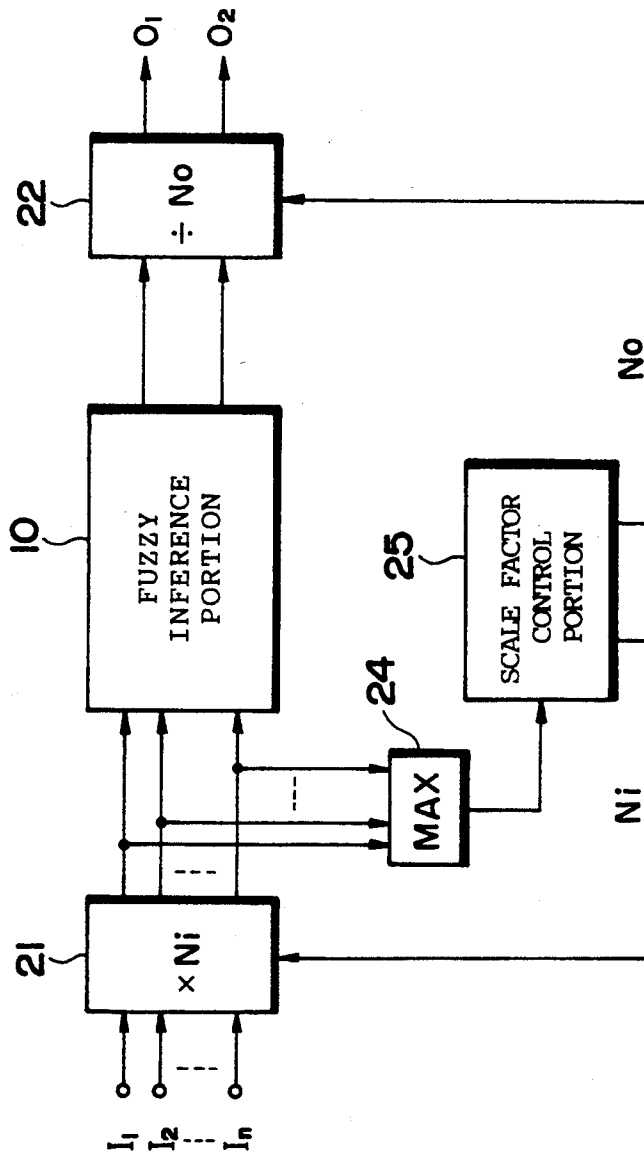 21
10
22
I1
I2
In
× Ni
FUZZY
INFERENCE
PORTION
÷ No
O1
O2
24
MAX
25
SCALE FACTOR
CONTROL
PORTION
Ni
No